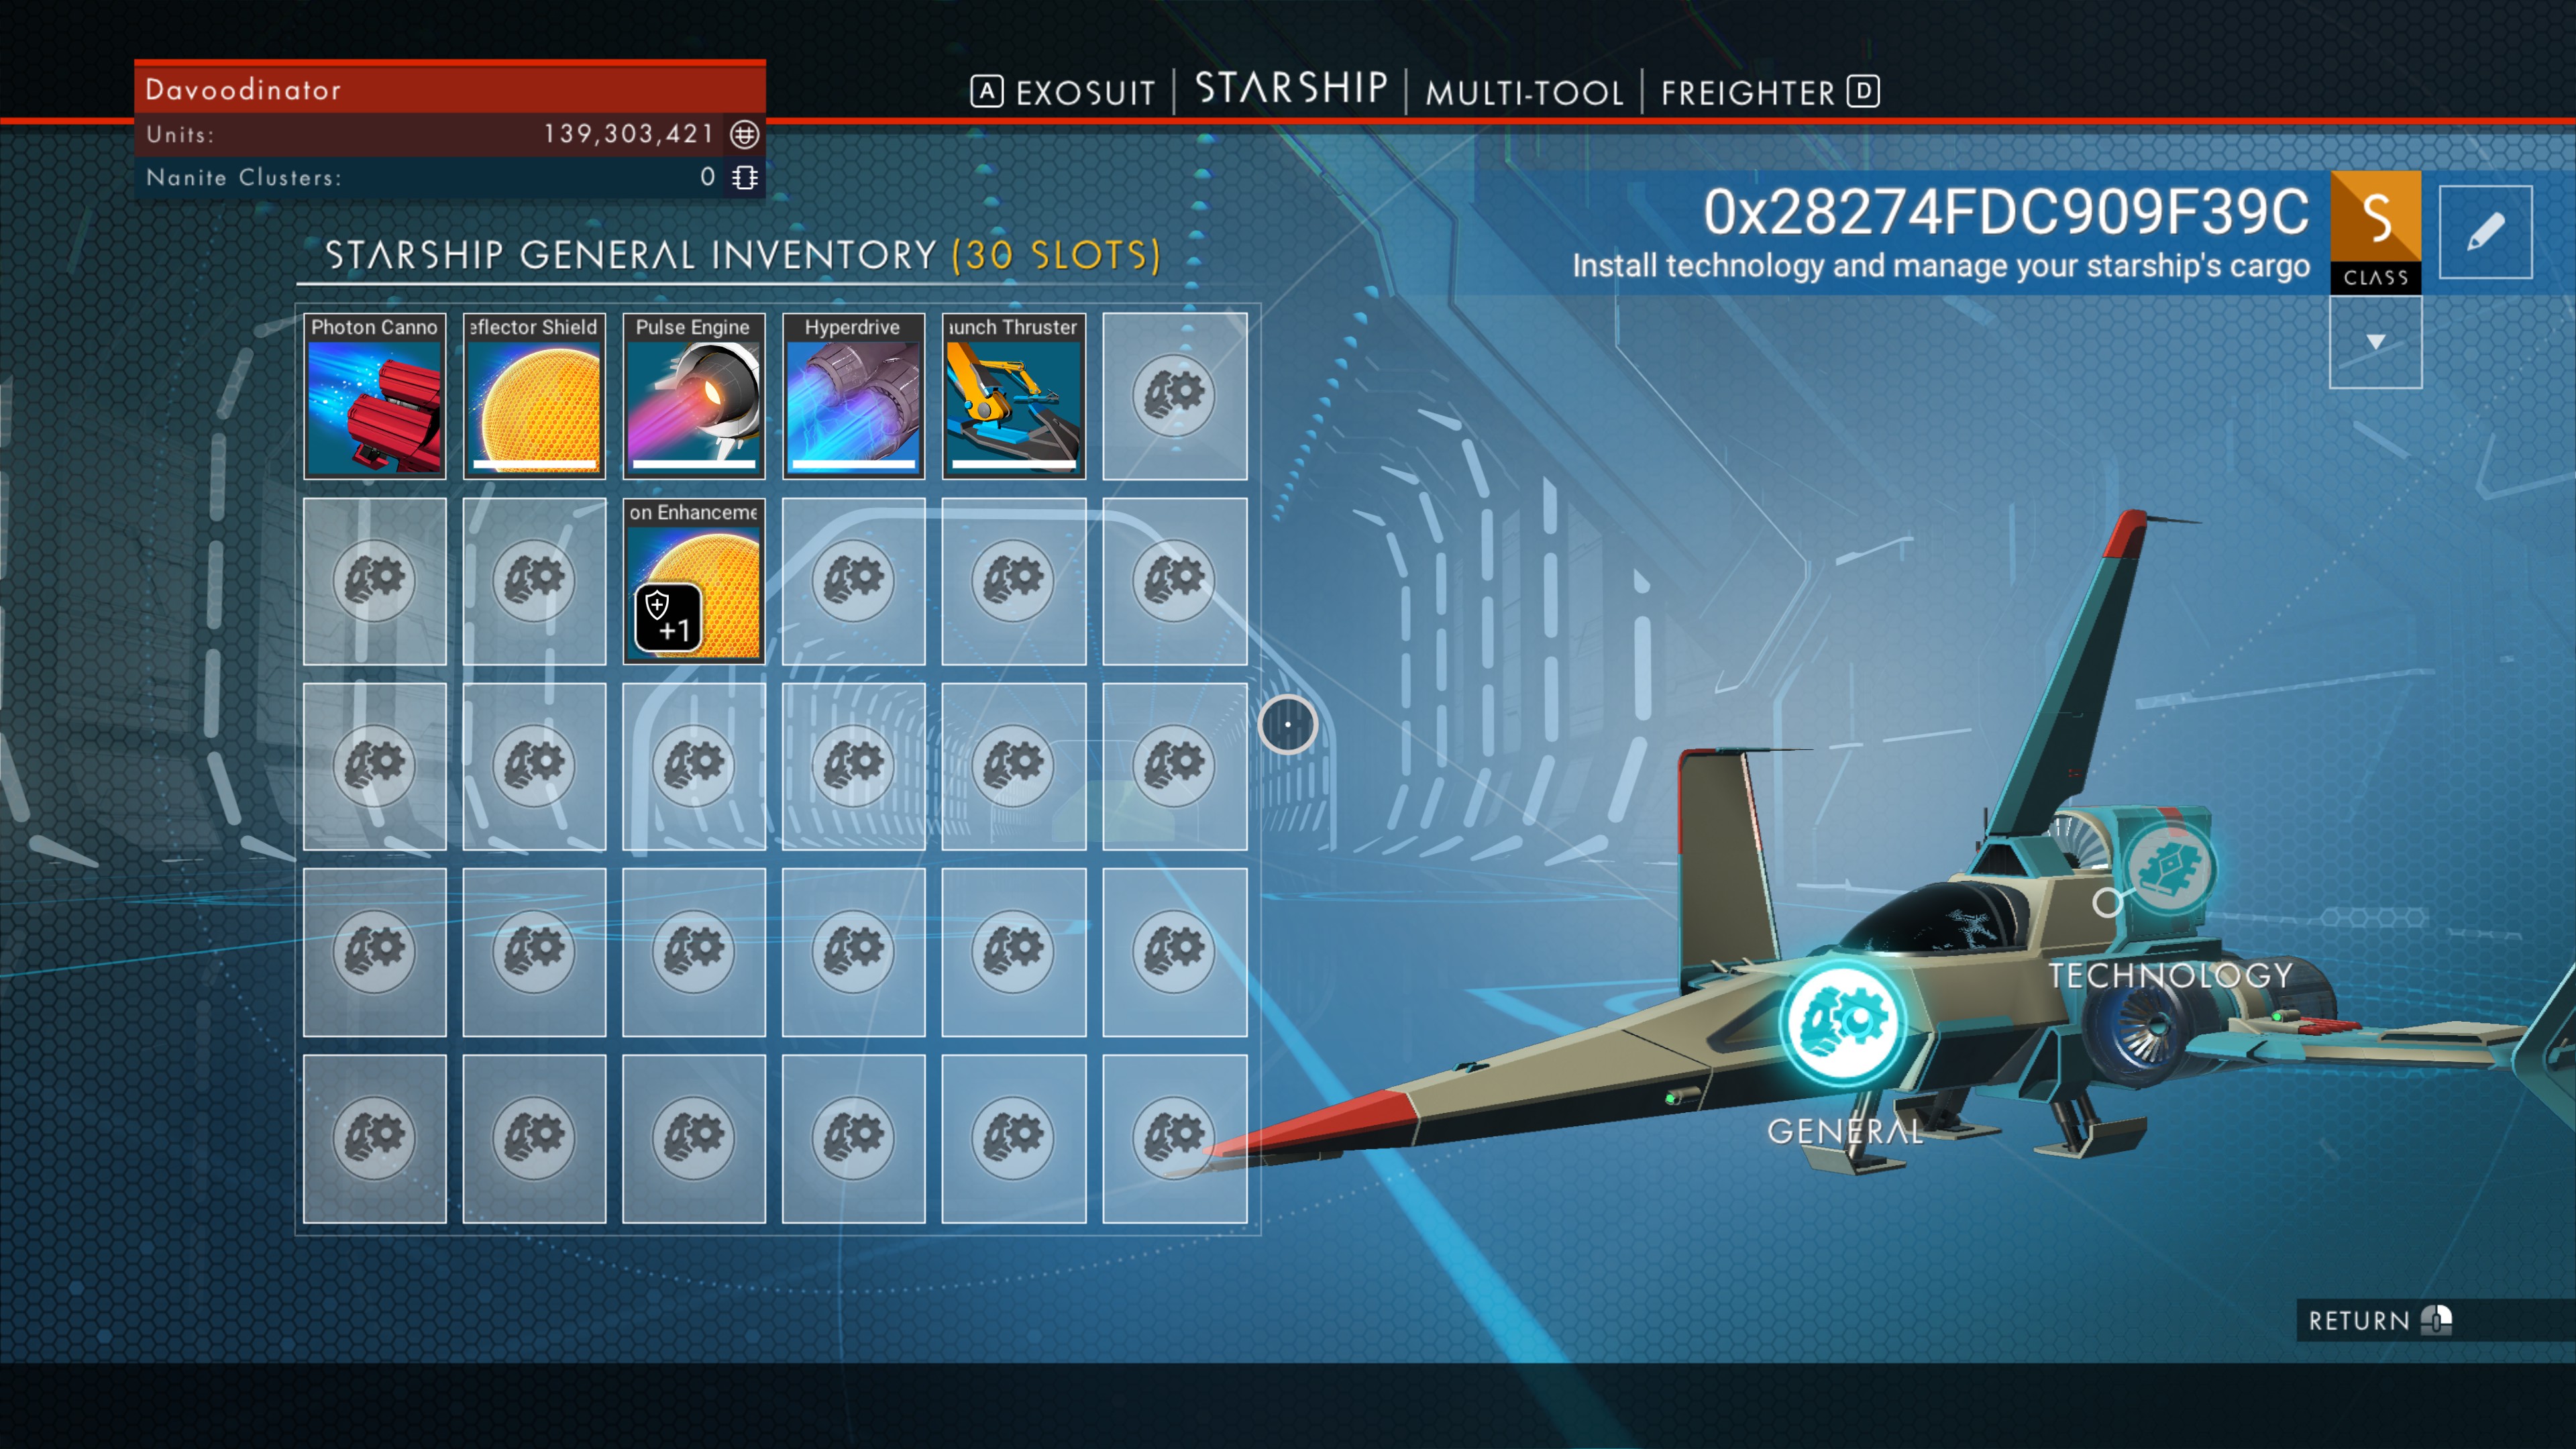 Davoodinator
Units: 139,303,421
Nanite Clusters: 0
A EXOSUIT STARSHIP MULTI-TOOL FREIGHTER D
0x28274FDC909F39C
Install technology and manage your starship's cargo
S
CLASS
STARSHIP GENERAL INVENTORY (30 SLOTS)
Photon Canno eflector Shield Pulse Engine Hyperdrive aunch Thruster
on Enhanceme
+1
TECHNOLOGY
GENERAL
RETURN